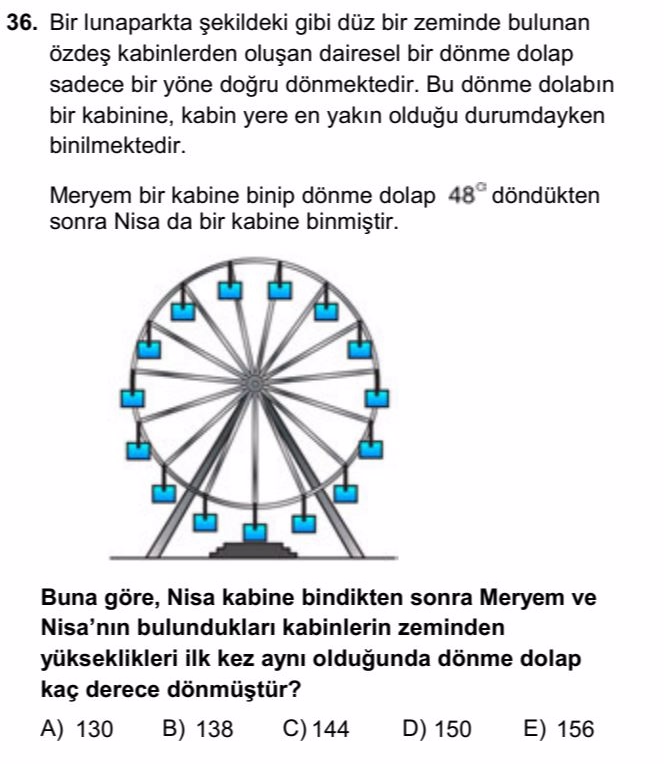 36. Bir lunaparkta şekildeki gibi düz bir zeminde bulunan
özdeş kabinlerden oluşan dairesel bir dönme dolap
sadece bir yöne doğru dönmektedir. Bu dönme dolabın
bir kabinine, kabin yere en yakın olduğu durumdayken
binilmektedir.
Meryem bir kabine binip dönme dolap 48° döndükten
sonra Nisa da bir kabine binmiştir.
Buna göre, Nisa kabine bindikten sonra Meryem ve
Nisa'nın bulundukları kabinlerin zeminden
yükseklikleri ilk kez aynı olduğunda dönme dolap
kaç derece dönmüştür?
A) 130 B) 138 C) 144 D) 150 E) 156